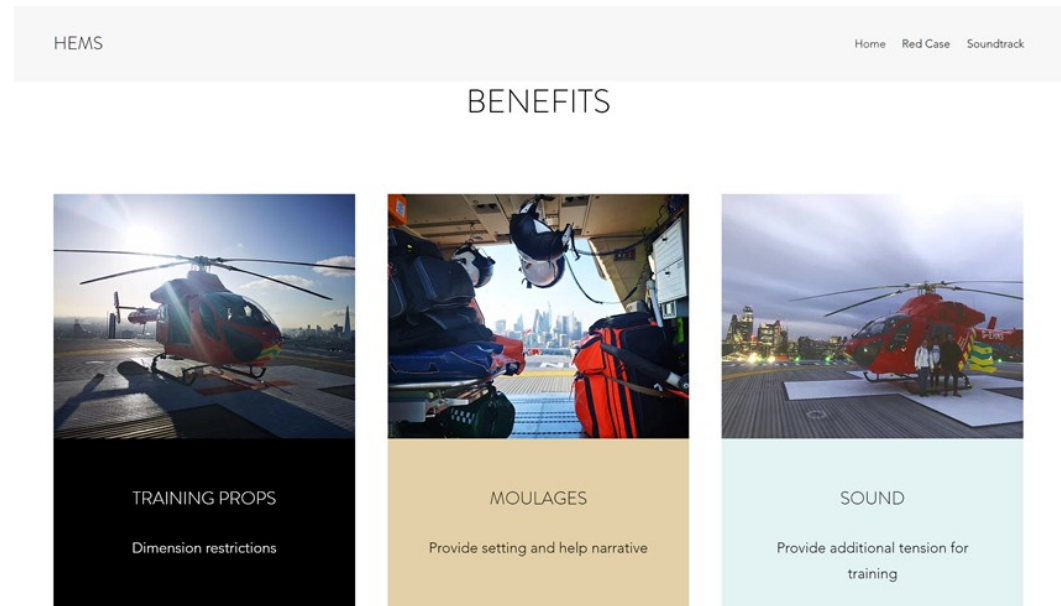 HEMS
Home Red Case Soundtrack
BENEFITS
TRAINING PROPS
Dimension restrictions
MOULAGES
Provide setting and help narrative
SOUND
Provide additional tension for
training